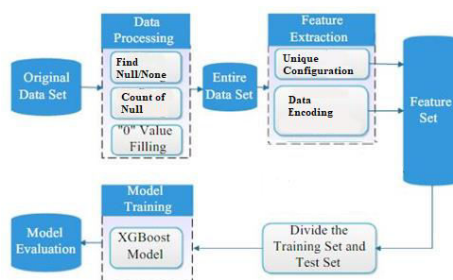 Original
Data Set
Data
Processing
Find
Null/None
Count of
Null
"0" Value
Filling
Entire
Data Set
Feature
Extraction
Unique
Configuration
Data
Encoding
Feature
Set
Divide the
Training Set and
Test Set
Model
Training
XGBoost
Model
Model
Evaluation